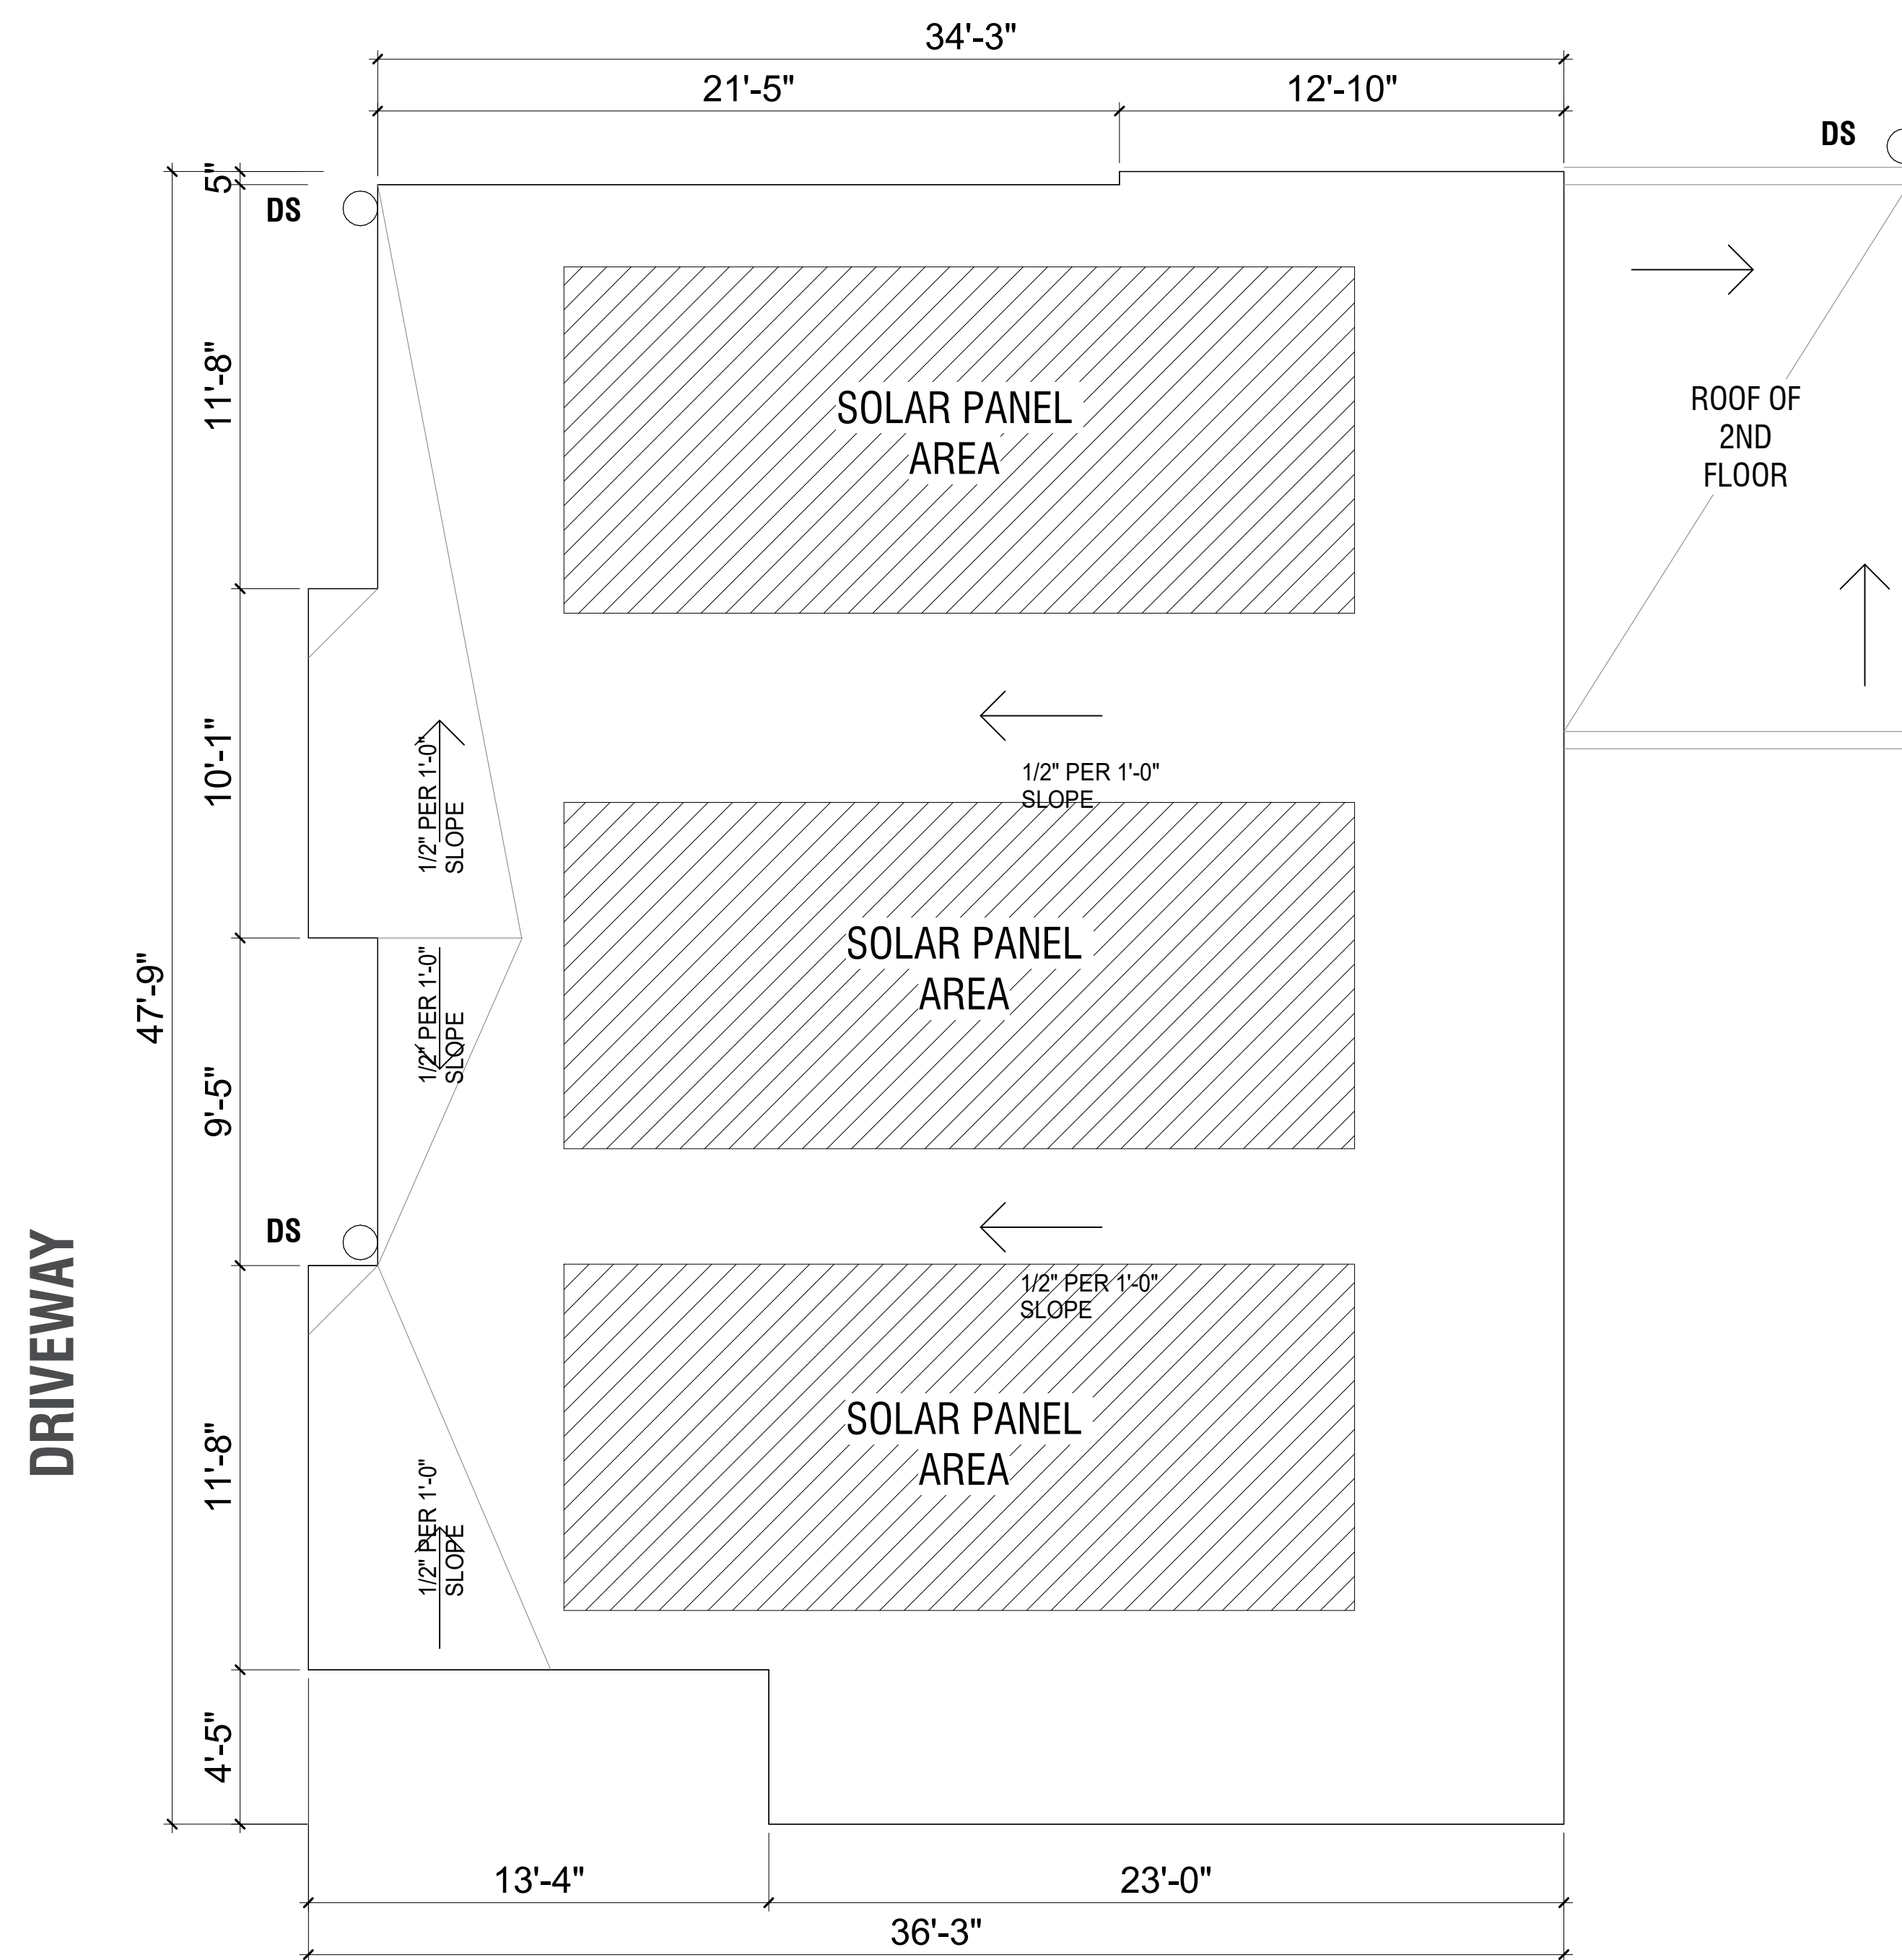 34'-3"
21'-5"
12'-10"
DS
5"
DS
11'-8"
SOLAR PANEL
AREA
ROOF OF
2ND
FLOOR
10'-1"
1/2" PER 1'-0"
SLOPE
1/2" PER 1'-0"
SLOPE
47'-9"
SOLAR PANEL
AREA
1/2" PER 1'-0"
SLOPE
9'-5"
DS
DRIVEWAY
1/2" PER 1'-0"
SLOPE
11'-8"
SOLAR PANEL
AREA
1/2" PER 1'-0"
SLOPE
4'-5"
13'-4"
23'-0"
36'-3"